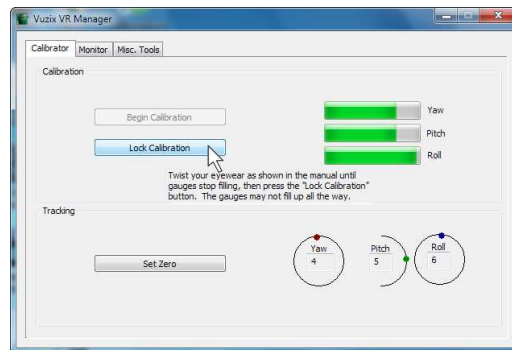 Vuzix VR Manager
Calibrator Monitor Misc. Tools
Calibration
Begin Calibration
Lock Calibration
Yaw
Pitch
Roll
Twist your eyewear as shown in the manual until
gauges stop filling, then press the "Lock Calibration"
button. The gauges may not fill up all the way.
Tracking
Set Zero
Yaw
4
Pitch
5
Roll
6